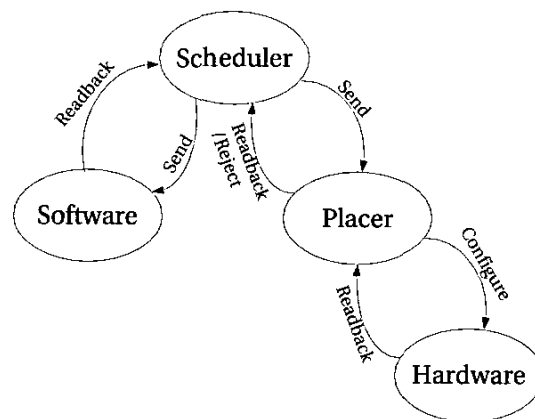 Scheduler
Readback
Send
Send
Readback
/Reject
Software
Placer
Configure
Readback
Hardware